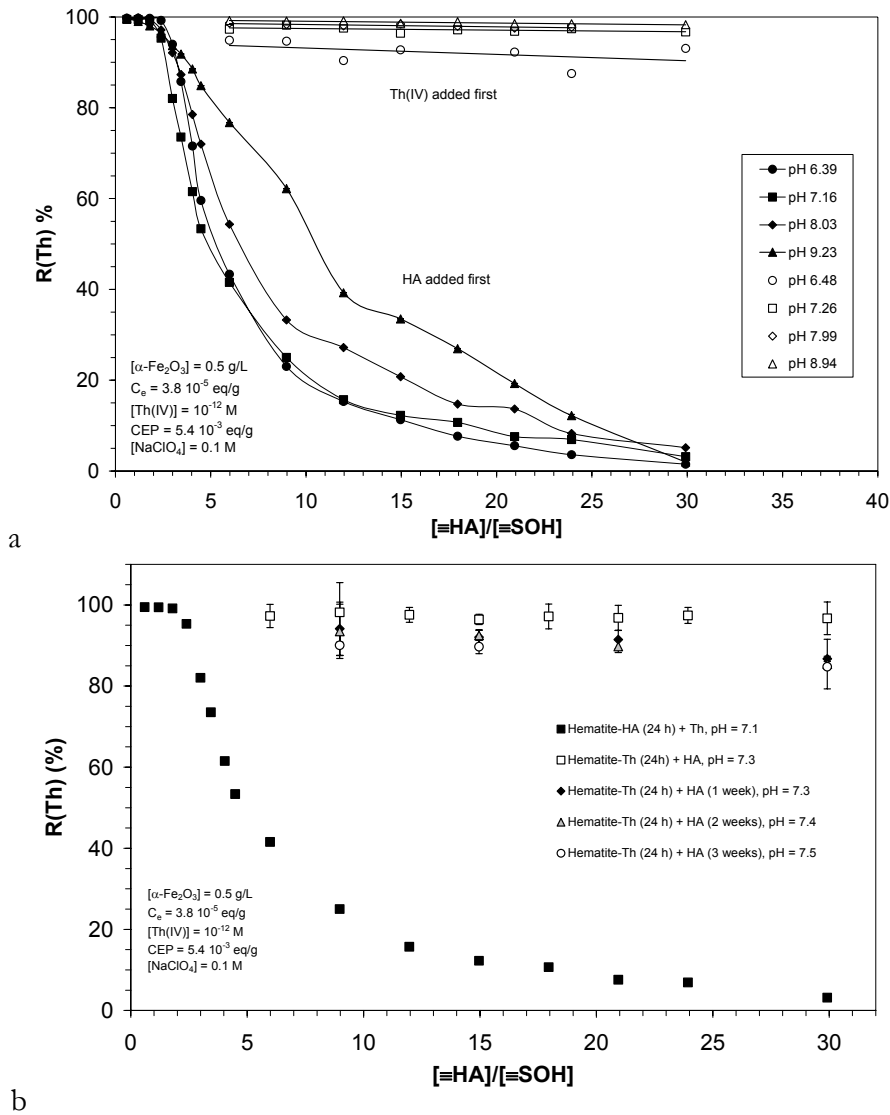 a
100
80
60
40
20
0
R(Th) %
0 5 10 15 20 25 30 35 40
[≡HA]/[≡SOH]
Th(IV) added first
HA added first
[α-Fe₂O₃] = 0.5 g/L
Cₑ = 3.8 10⁻⁵ eq/g
[Th(IV)] = 10⁻¹² M
CEP = 5.4 10⁻³ eq/g
[NaClO₄] = 0.1 M
pH 6.39
pH 7.16
pH 8.03
pH 9.23
pH 6.48
pH 7.26
pH 7.99
pH 8.94
b
100
80
60
40
20
0
R(Th) (%)
0 5 10 15 20 25 30
[≡HA]/[≡SOH]
Hematite-HA (24 h) + Th, pH = 7.1
Hematite-Th (24h) + HA, pH = 7.3
Hematite-Th (24 h) + HA (1 week), pH = 7.3
Hematite-Th (24 h) + HA (2 weeks), pH = 7.4
Hematite-Th (24 h) + HA (3 weeks), pH = 7.5
[α-Fe₂O₃] = 0.5 g/L
Cₑ = 3.8 10⁻⁵ eq/g
[Th(IV)] = 10⁻¹² M
CEP = 5.4 10⁻³ eq/g
[NaClO₄] = 0.1 M